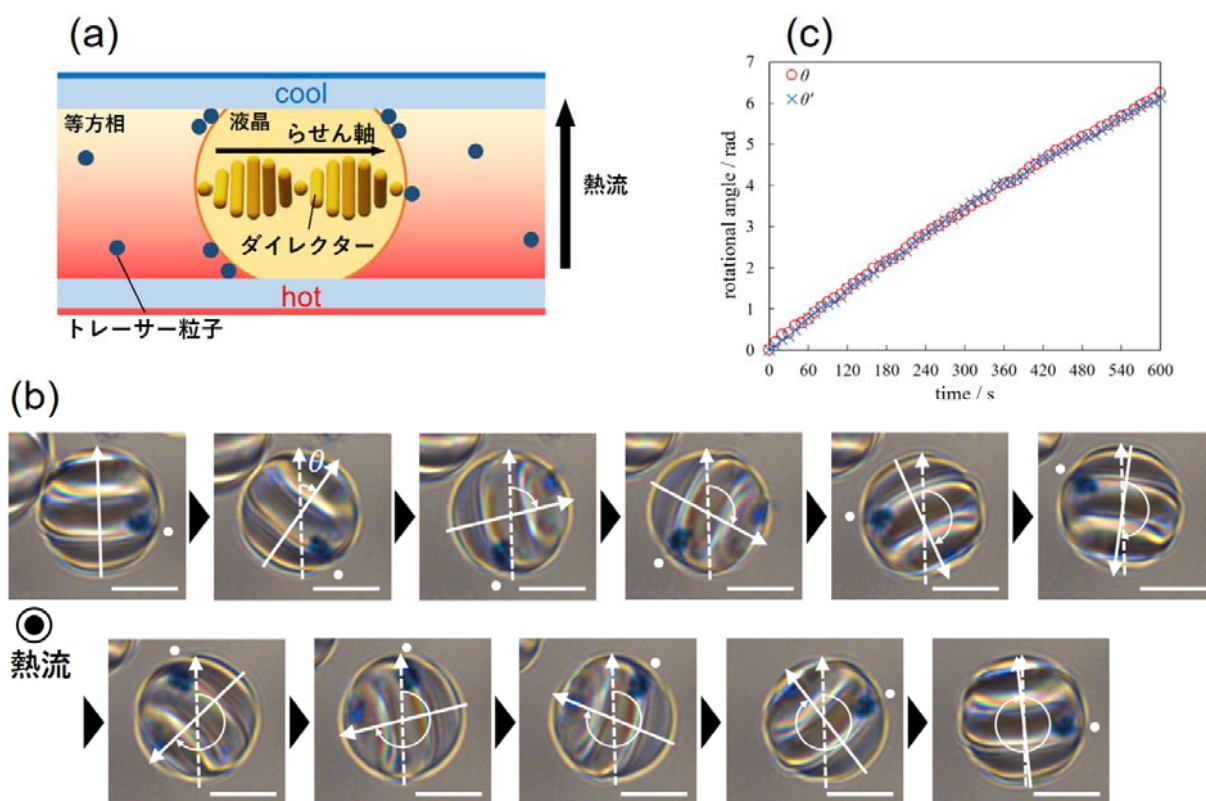 (a)
cool
等方相
液晶
らせん軸
ダイレクター
hot
トレーサー粒子
熱流
(c)
θ
θ'
rotational angle / rad
7
6
5
4
3
2
1
0
0 60 120 180 240 300 360 420 480 540 600
time / s
(b)
θ
熱流